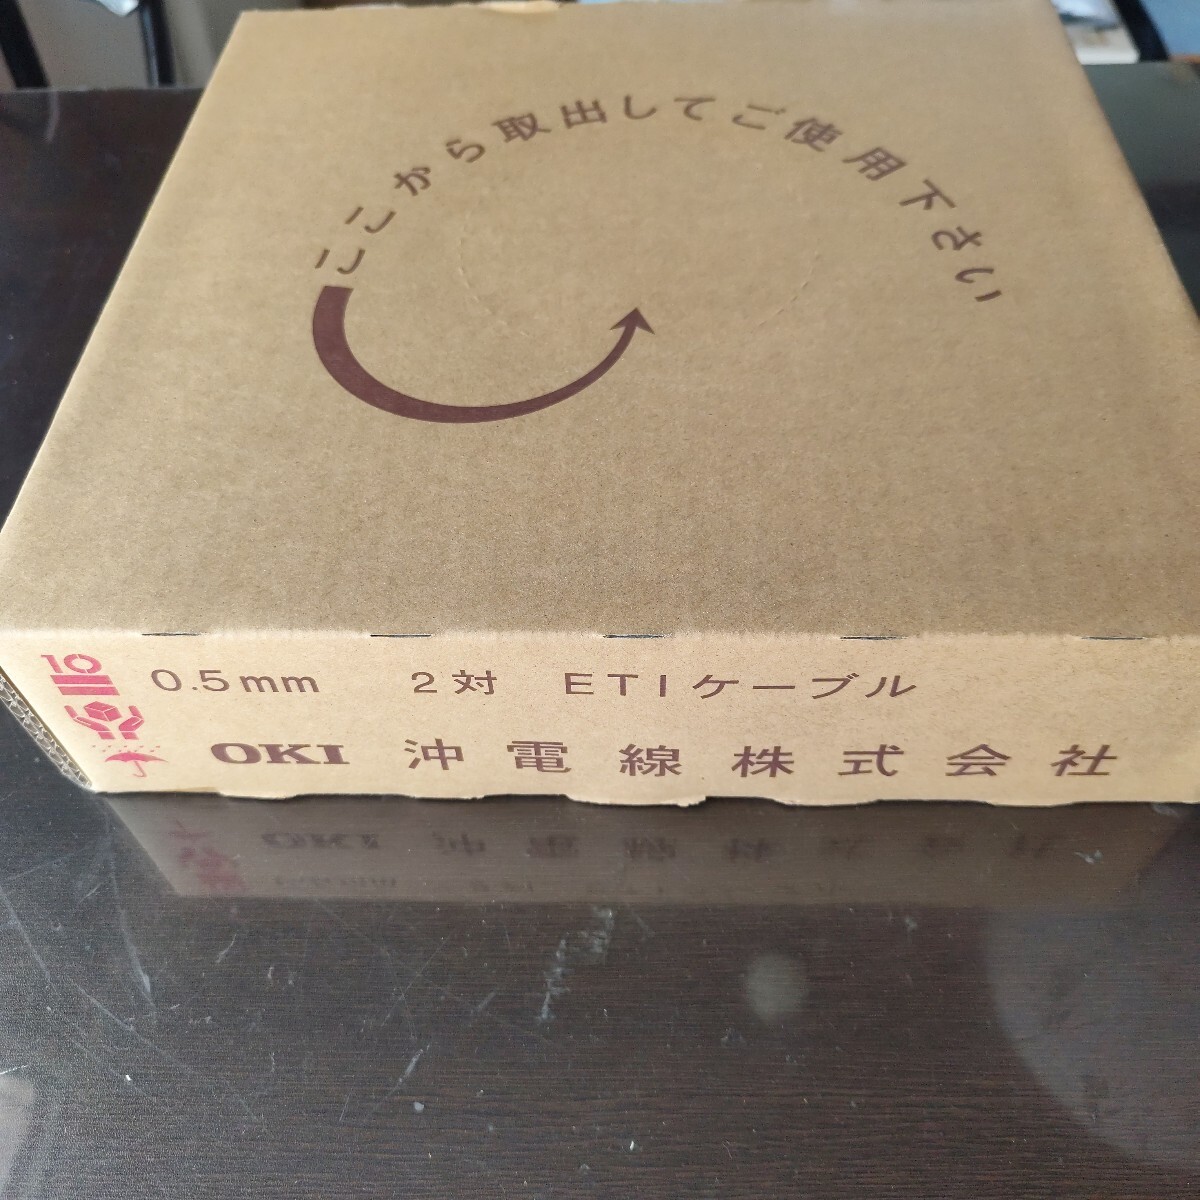 ここから取出してご使用下さい
10
0.5mm 2対 ETIケーブル
OKI 沖電線株式会社